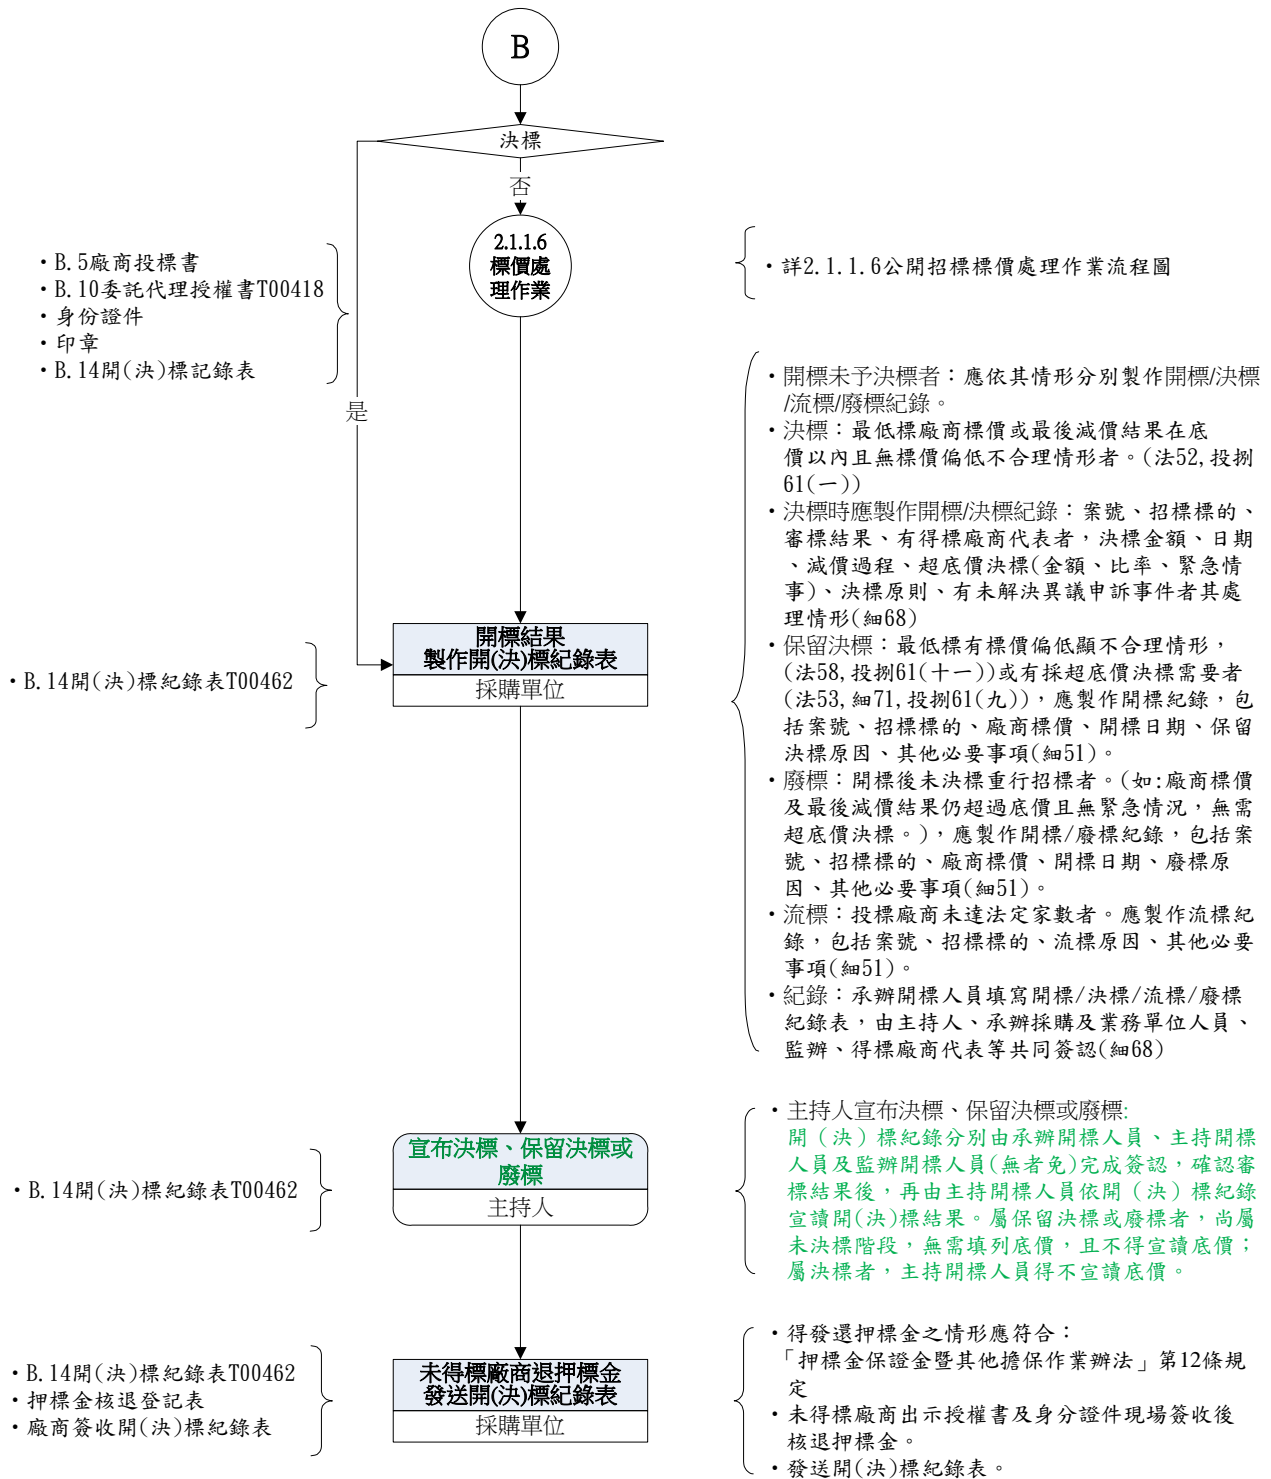 B
決標
否
2.1.1.6
標價處
理作業
・詳2.1.1.6公開招標標價處理作業流程圖
・B.5廠商投標書
・B.10委託代理授權書T00418
・身份證件
・印章
・B.14開(決)標記錄表
是
・開標未予決標者：應依其情形分別製作開標/決標
/流標/廢標紀錄。
・決標：最低標廠商標價或最後減價結果在底
價以內且無標價偏低不合理情形者。(法52,投捌
61(一))
・決標時應製作開標/決標紀錄：案號、招標標的、
審標結果、有得標廠商代表者，決標金額、日期
、減價過程、超底價決標(金額、比率、緊急情
事)、決標原則、有未解決異議申訴事件者其處
理情形(細68)
・保留決標：最低標有標價偏低顯不合理情形，
(法58,投捌61(十一))或有採超底價決標需要者
(法53,細71,投捌61(九))，應製作開標紀錄，包
括案號、招標標的、廠商標價、開標日期、保留
決標原因、其他必要事項(細51)。
・廢標：開標後未決標重行招標者。(如:廠商標價
及最後減價結果仍超過底價且無緊急情況，無需
超底價決標。)，應製作開標/廢標紀錄，包括案
號、招標標的、廠商標價、開標日期、廢標原
因、其他必要事項(細51)。
・流標：投標廠商未達法定家數者。應製作流標紀
錄，包括案號、招標標的、流標原因、其他必要
事項(細51)。
・紀錄：承辦開標人員填寫開標/決標/流標/廢標
紀錄表，由主持人、承辦採購及業務單位人員、
監辦、得標廠商代表等共同簽認(細68)
開標結果
製作開(決)標紀錄表
採購單位
・B.14開(決)標紀錄表T00462
宣布決標、保留決標或
廢標
主持人
・B.14開(決)標紀錄表T00462
・主持人宣布決標、保留決標或廢標:
開（決）標紀錄分別由承辦開標人員、主持開標
人員及監辦開標人員(無者免)完成簽認，確認審
標結果後，再由主持開標人員依開（決）標紀錄
宣讀開(決)標結果。屬保留決標或廢標者，尚屬
未決標階段，無需填列底價，且不得宣讀底價；
屬決標者，主持開標人員得不宣讀底價。
未得標廠商退押標金
發送開(決)標紀錄表
採購單位
・B.14開(決)標紀錄表T00462
・押標金核退登記表
・廠商簽收開(決)標紀錄表
・得發還押標金之情形應符合：
「押標金保證金暨其他擔保作業辦法」第12條規
定
・未得標廠商出示授權書及身分證件現場簽收後
核退押標金。
・發送開(決)標紀錄表。